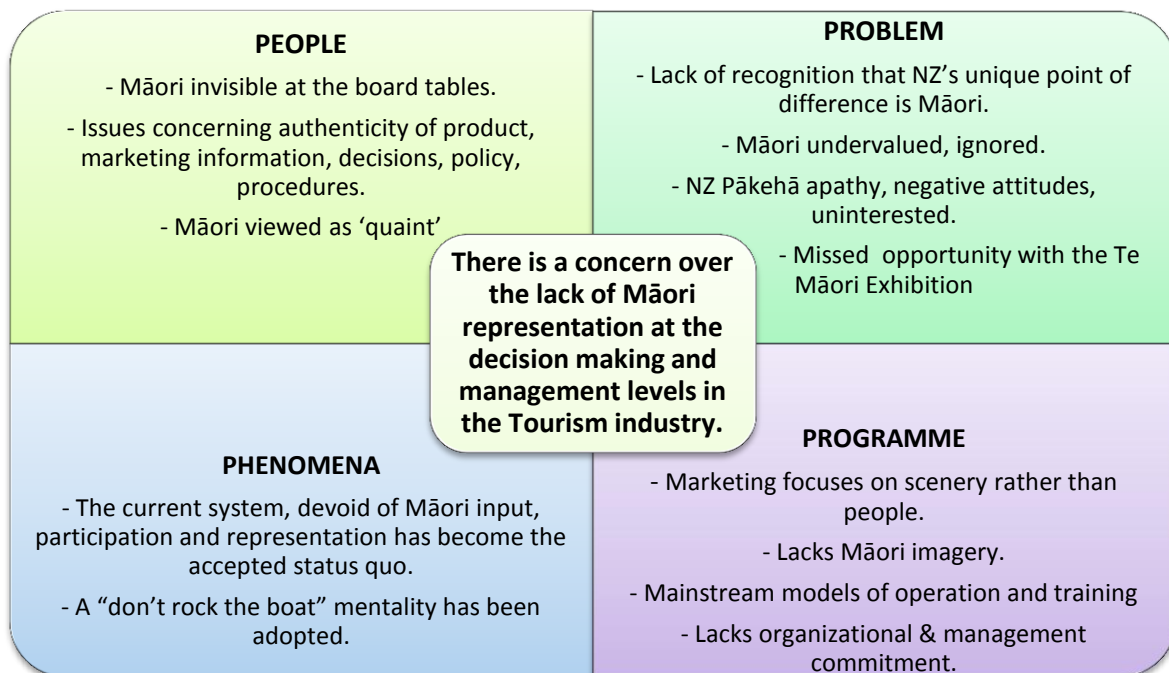 PEOPLE
- Māori invisible at the board tables.
- Issues concerning authenticity of product,
marketing information, decisions, policy,
procedures.
- Māori viewed as ‘quaint’
PROBLEM
- Lack of recognition that NZ’s unique point of
difference is Māori.
- Māori undervalued, ignored.
- NZ Pākehā apathy, negative attitudes,
uninterested.
- Missed opportunity with the Te
Māori Exhibition
There is a concern over
the lack of Māori
representation at the
decision making and
management levels in
the Tourism industry.
PHENOMENA
- The current system, devoid of Māori input,
participation and representation has become the
accepted status quo.
- A “don’t rock the boat” mentality has been
adopted.
PROGRAMME
- Marketing focuses on scenery rather than
people.
- Lacks Māori imagery.
- Mainstream models of operation and training
- Lacks organizational & management
commitment.